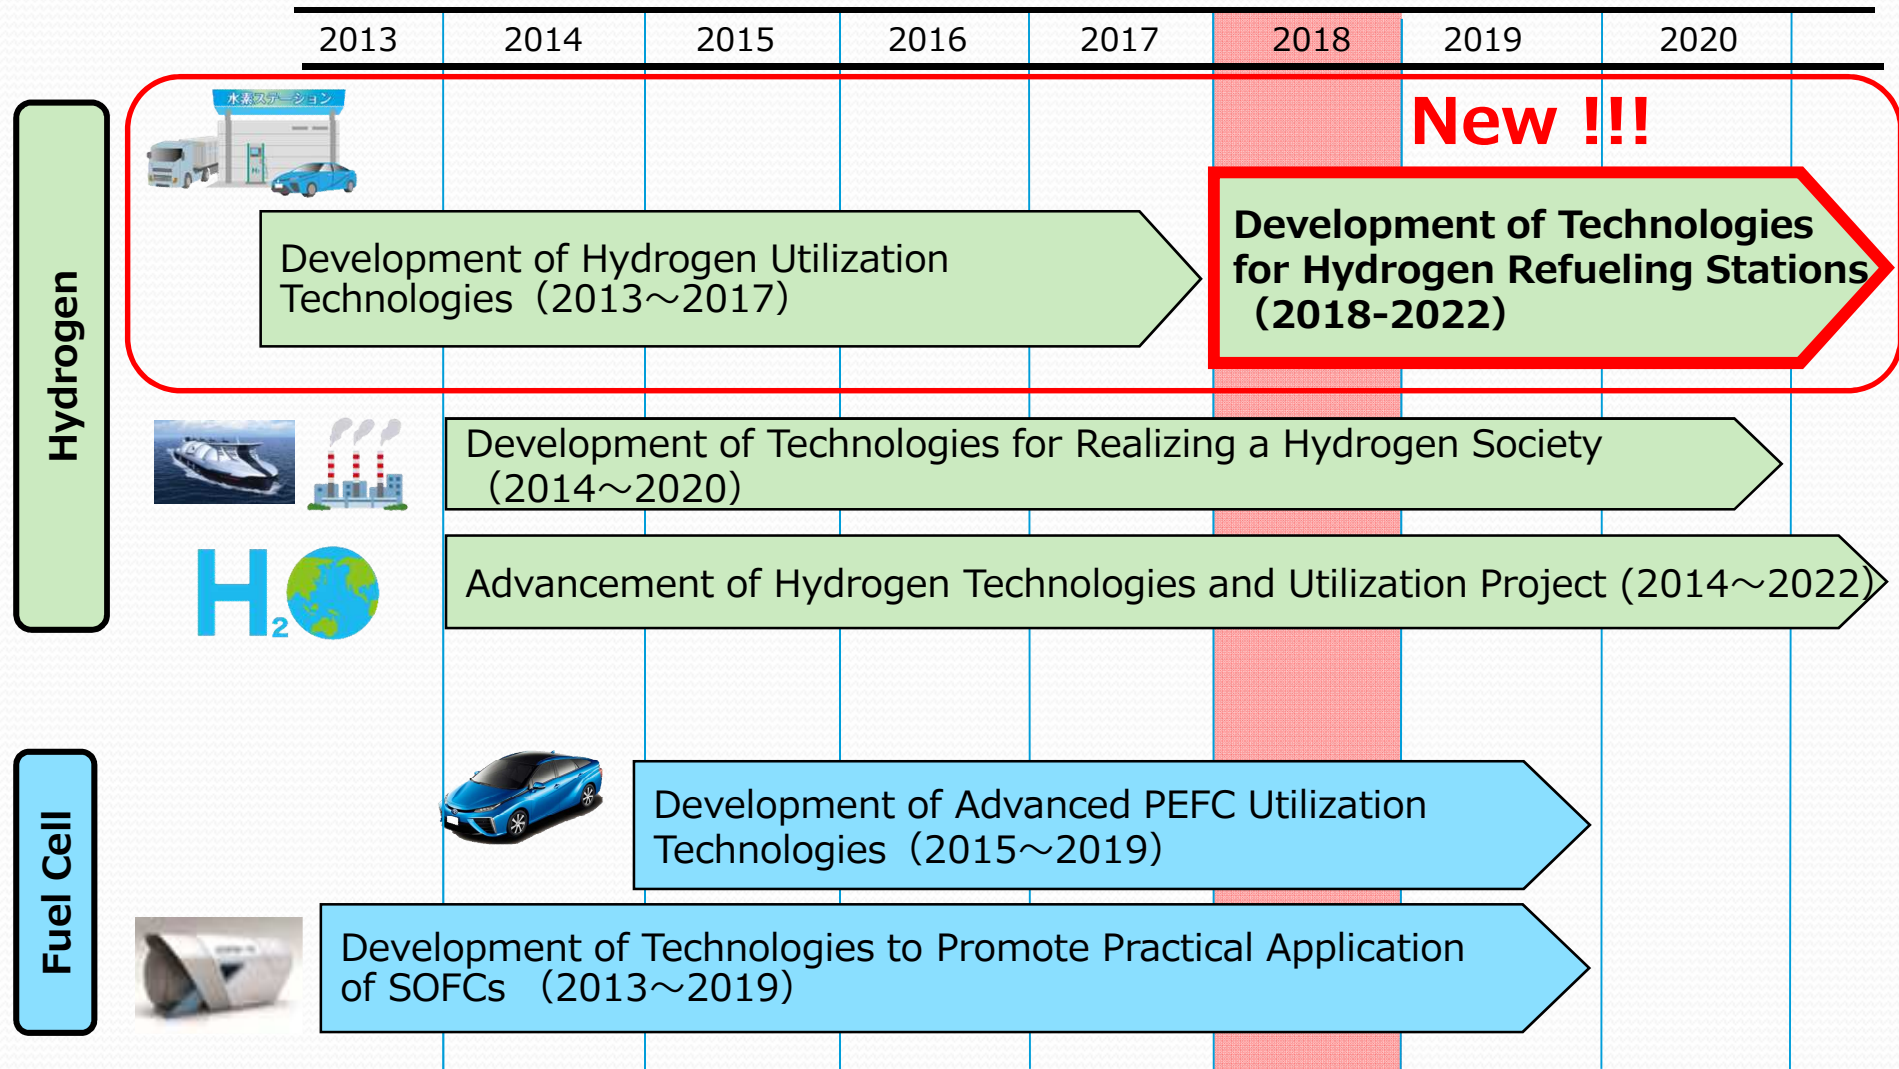 2013 2014 2015 2016 2017 2018 2019 2020
水素ステーション
H₂
New !!!
Hydrogen
Development of Hydrogen Utilization
Technologies（2013～2017）
Development of Technologies
for Hydrogen Refueling Stations
（2018-2022）
Development of Technologies for Realizing a Hydrogen Society
（2014～2020）
H₂
Advancement of Hydrogen Technologies and Utilization Project (2014～2022)
Fuel Cell
Development of Advanced PEFC Utilization
Technologies（2015～2019）
Development of Technologies to Promote Practical Application
of SOFCs （2013～2019）